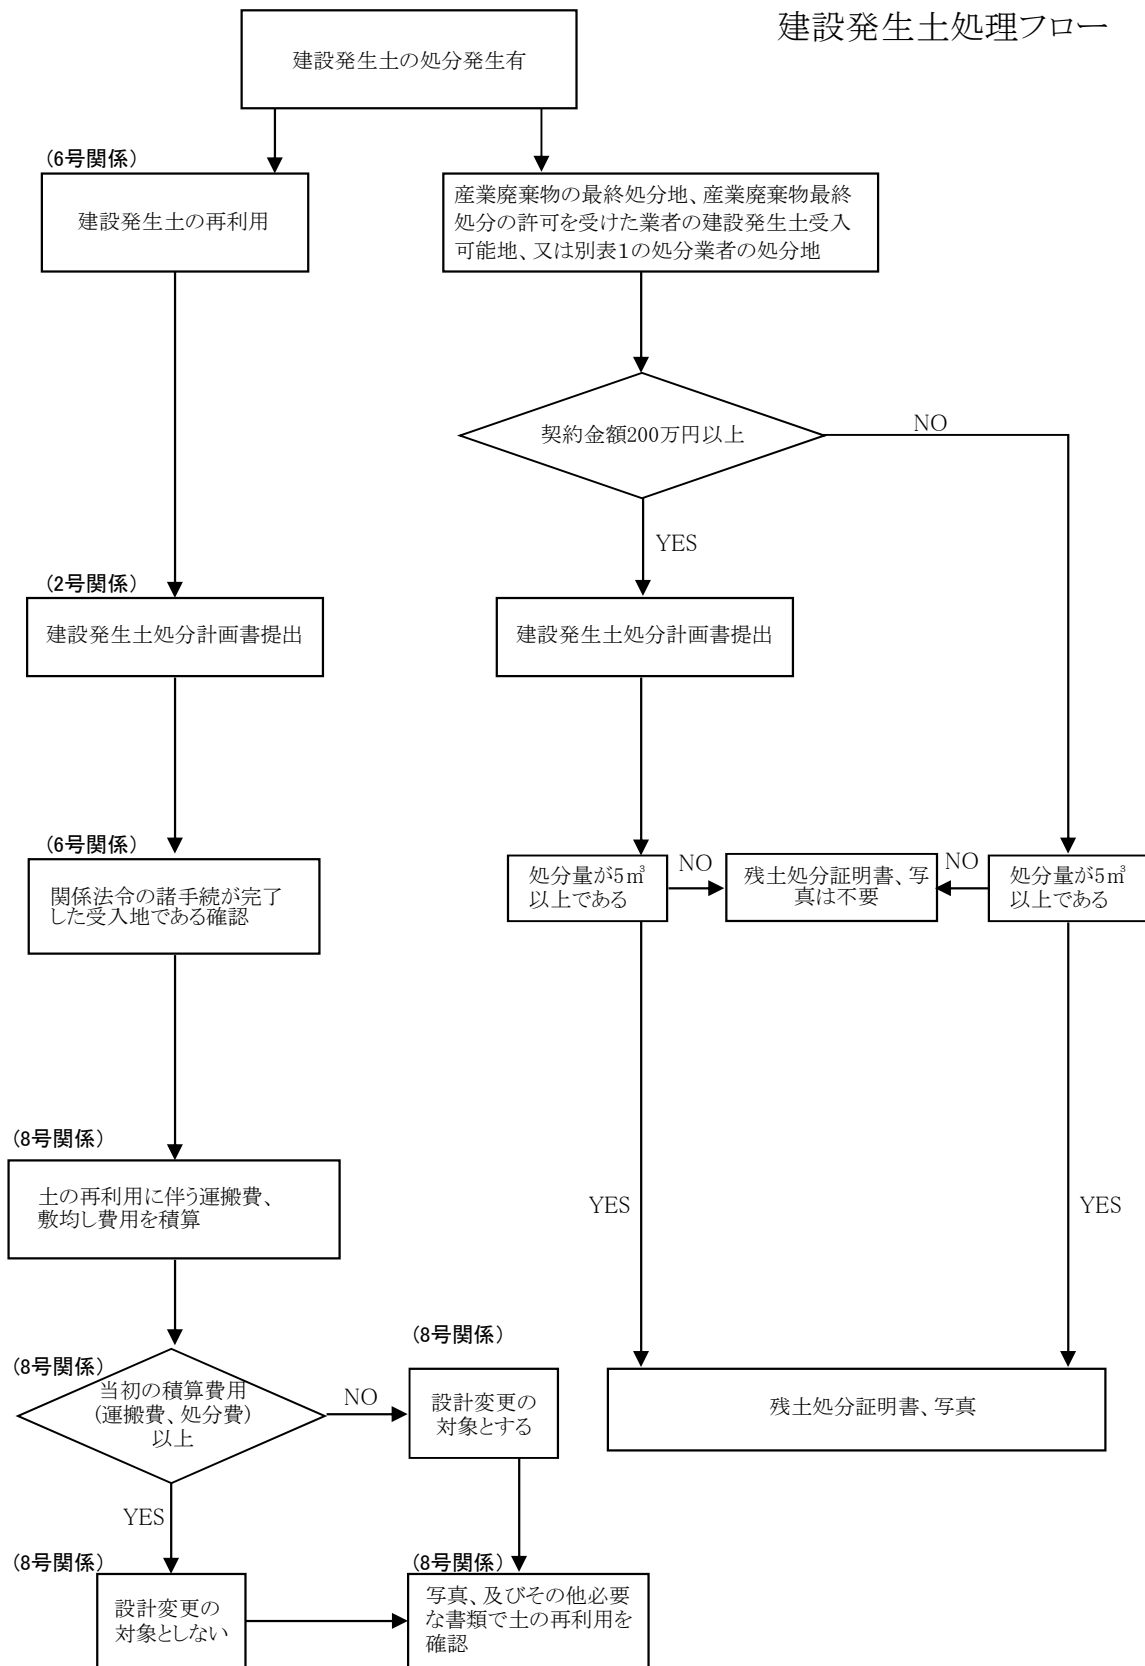 建設発生土処理フロー
建設発生土の処分発生有
(6号関係)
建設発生土の再利用
産業廃棄物の最終処分地、産業廃棄物最終
処分の許可を受けた業者の建設発生土受入
可能地、又は別表1の処分業者の処分地
契約金額200万円以上
NO
YES
(2号関係)
建設発生土処分計画書提出
建設発生土処分計画書提出
(6号関係)
関係法令の諸手続が完了
した受入地である確認
処分量が5㎥
以上である
NO
残土処分証明書、写
真は不要
NO
処分量が5㎥
以上である
(8号関係)
土の再利用に伴う運搬費、
敷均し費用を積算
YES
YES
(8号関係)
当初の積算費用
(運搬費、処分費)
以上
NO
(8号関係)
設計変更の
対象とする
残土処分証明書、写真
YES
(8号関係)
設計変更の
対象としない
(8号関係)
写真、及びその他必要
な書類で土の再利用を
確認